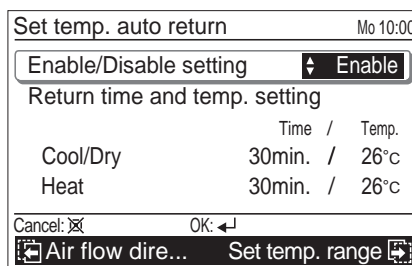 Set temp. auto return Mo 10:00
Enable/Disable setting Enable
Return time and temp. setting
Time / Temp.
Cool/Dry 30min. / 26°C
Heat 30min. / 26°C
Cancel: OK:
Air flow dire... Set temp. range